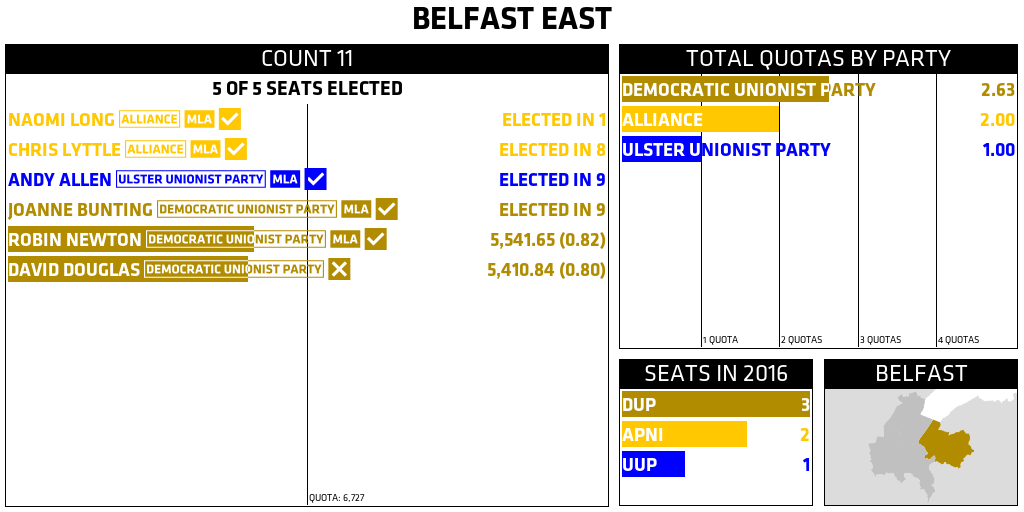 BELFAST EAST
COUNT 11
5 OF 5 SEATS ELECTED
NAOMI LONG ALLIANCE MLA ELECTED IN 1
CHRIS LYTTLE ALLIANCE MLA ELECTED IN 8
ANDY ALLEN ULSTER UNIONIST PARTY MLA ELECTED IN 9
JOANNE BUNTING DEMOCRATIC UNIONIST PARTY MLA ELECTED IN 9
ROBIN NEWTON DEMOCRATIC UNIONIST PARTY MLA 5,541.65 (0.82)
DAVID DOUGLAS DEMOCRATIC UNIONIST PARTY 5,410.84 (0.80)
QUOTA: 6,727
TOTAL QUOTAS BY PARTY
DEMOCRATIC UNIONIST PARTY 2.63
ALLIANCE 2.00
ULSTER UNIONIST PARTY 1.00
1 QUOTA 2 QUOTAS 3 QUOTAS 4 QUOTAS
SEATS IN 2016
DUP 3
APNI 2
UUP 1
BELFAST